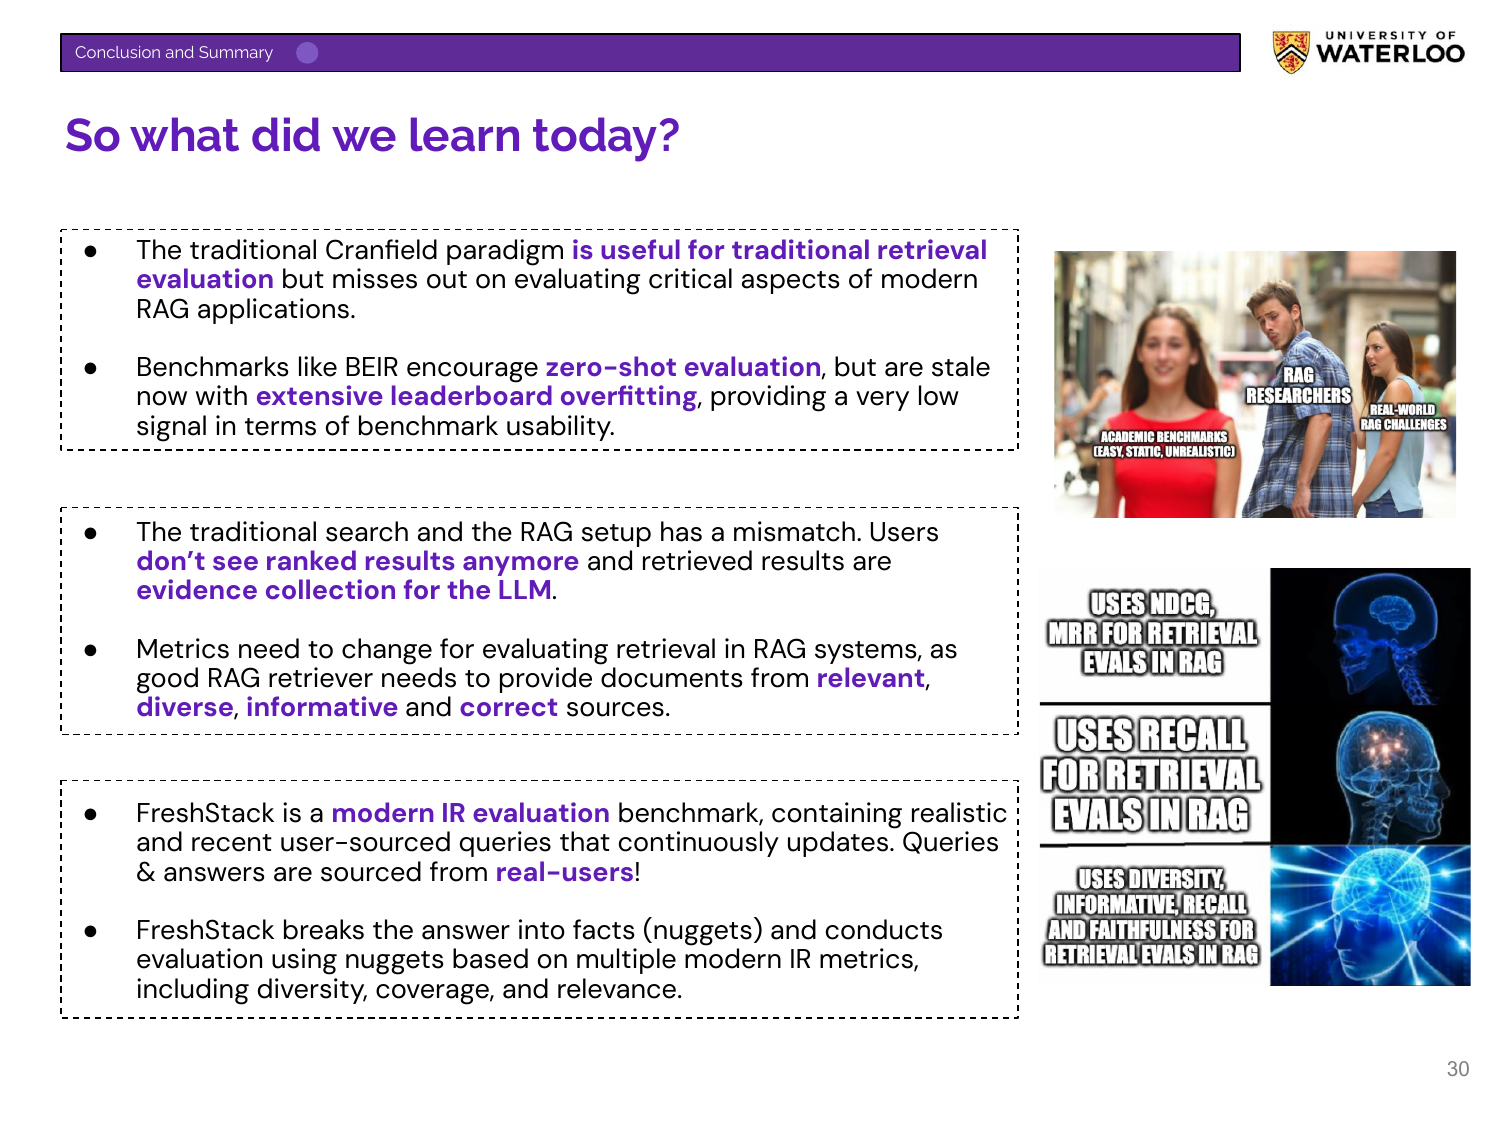 Conclusion and Summary
UNIVERSITY OF
WATERLOO
So what did we learn today?
● The traditional Cranfield paradigm is useful for traditional retrieval
evaluation but misses out on evaluating critical aspects of modern
RAG applications.
● Benchmarks like BEIR encourage zero-shot evaluation, but are stale
now with extensive leaderboard overfitting, providing a very low
signal in terms of benchmark usability.
● The traditional search and the RAG setup has a mismatch. Users
don’t see ranked results anymore and retrieved results are
evidence collection for the LLM.
● Metrics need to change for evaluating retrieval in RAG systems, as
good RAG retriever needs to provide documents from relevant,
diverse, informative and correct sources.
● FreshStack is a modern IR evaluation benchmark, containing realistic
and recent user-sourced queries that continuously updates. Queries
& answers are sourced from real-users!
● FreshStack breaks the answer into facts (nuggets) and conducts
evaluation using nuggets based on multiple modern IR metrics,
including diversity, coverage, and relevance.
ACADEMIC BENCHMARKS
(EASY, STATIC, UNREALISTIC)
RAG
RESEARCHERS
REAL-WORLD
RAG CHALLENGES
USES NDCG,
MRR FOR RETRIEVAL
EVALS IN RAG
USES RECALL
FOR RETRIEVAL
EVALS IN RAG
USES DIVERSITY,
INFORMATIVE, RECALL
AND FAITHFULNESS FOR
RETRIEVAL EVALS IN RAG
30